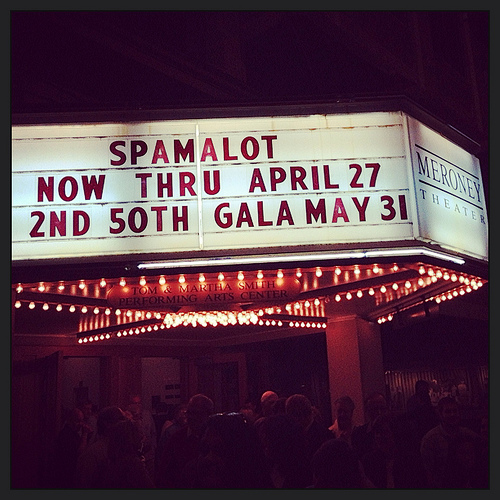 SPAMALOT
NOW THRU APRIL 27
2ND 50TH GALA MAY 31
MERONEY
THEATER
TOM & MARTHA SMITH
PERFORMING ARTS CENTER